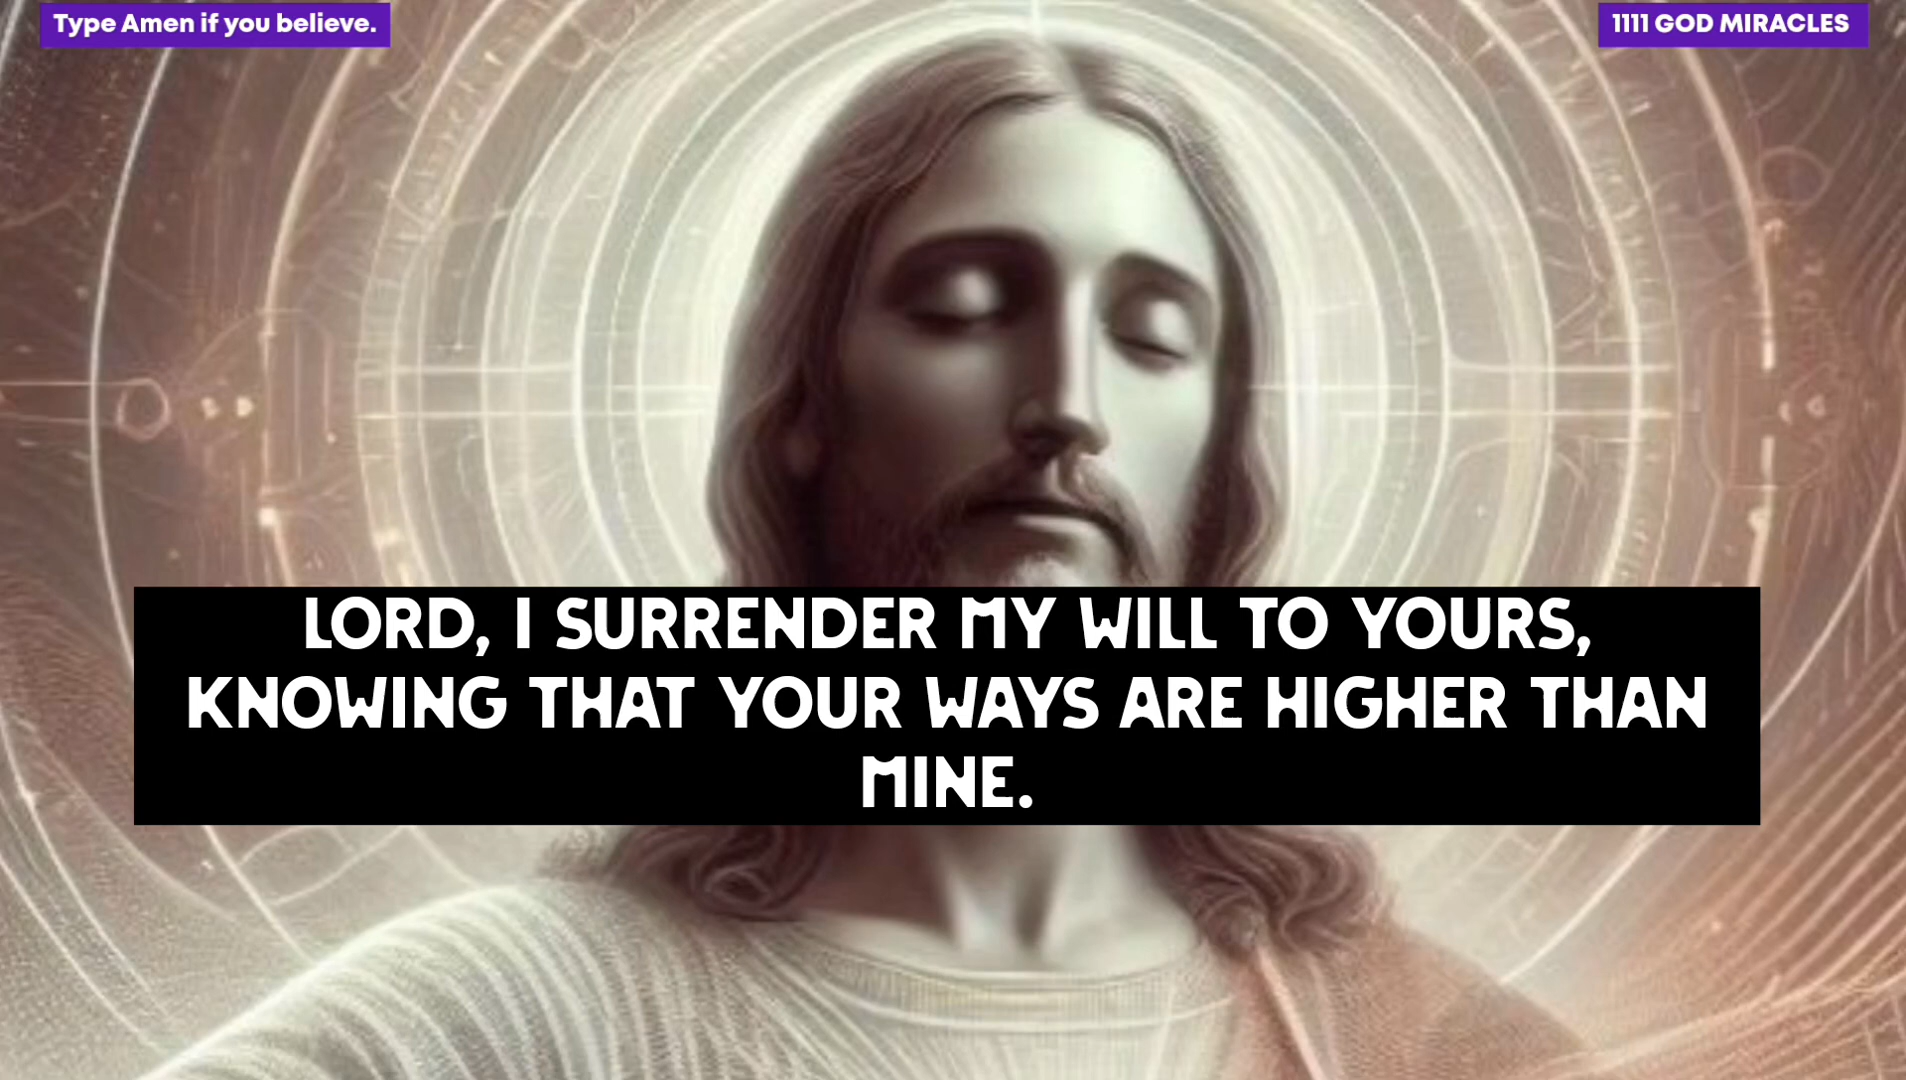 Type Amen if you believe.
1111 GOD MIRACLES
LORD, I SURRENDER MY WILL TO YOURS,
KNOWING THAT YOUR WAYS ARE HIGHER THAN
MINE.